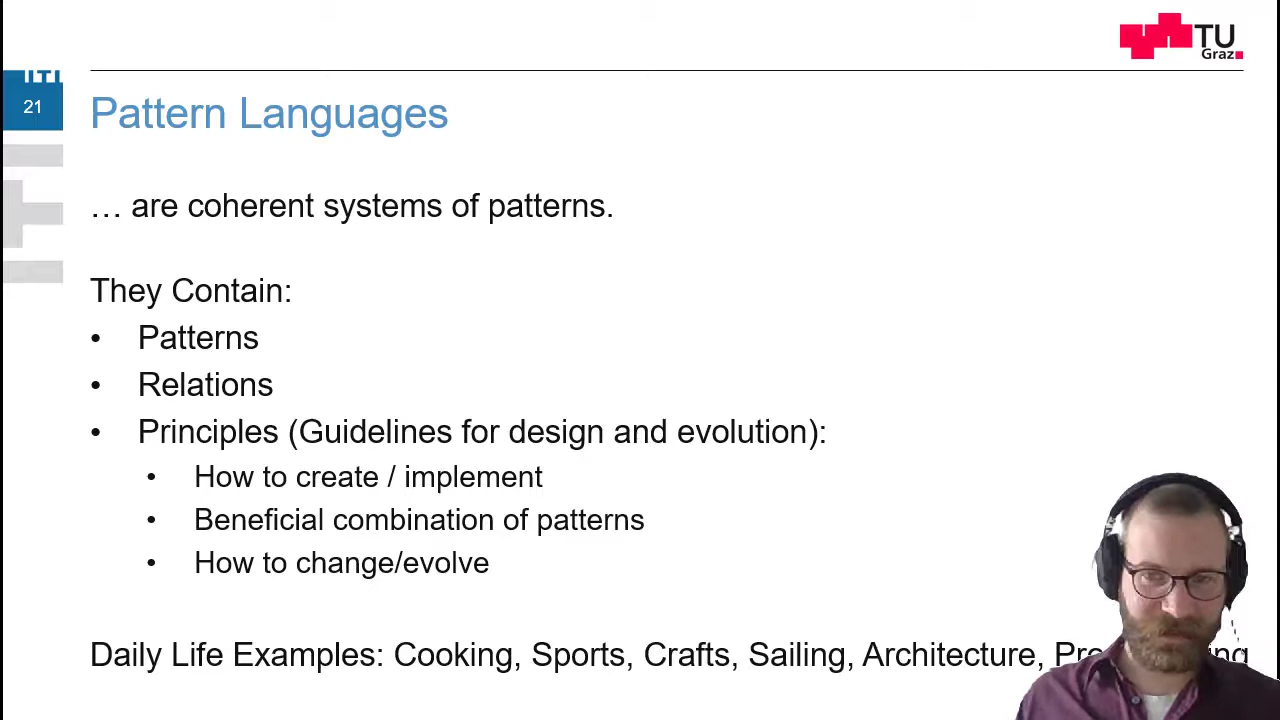 TU
Graz
21
Pattern Languages
… are coherent systems of patterns.
They Contain:
• Patterns
• Relations
• Principles (Guidelines for design and evolution):
• How to create / implement
• Beneficial combination of patterns
• How to change/evolve
Daily Life Examples: Cooking, Sports, Crafts, Sailing, Architecture,